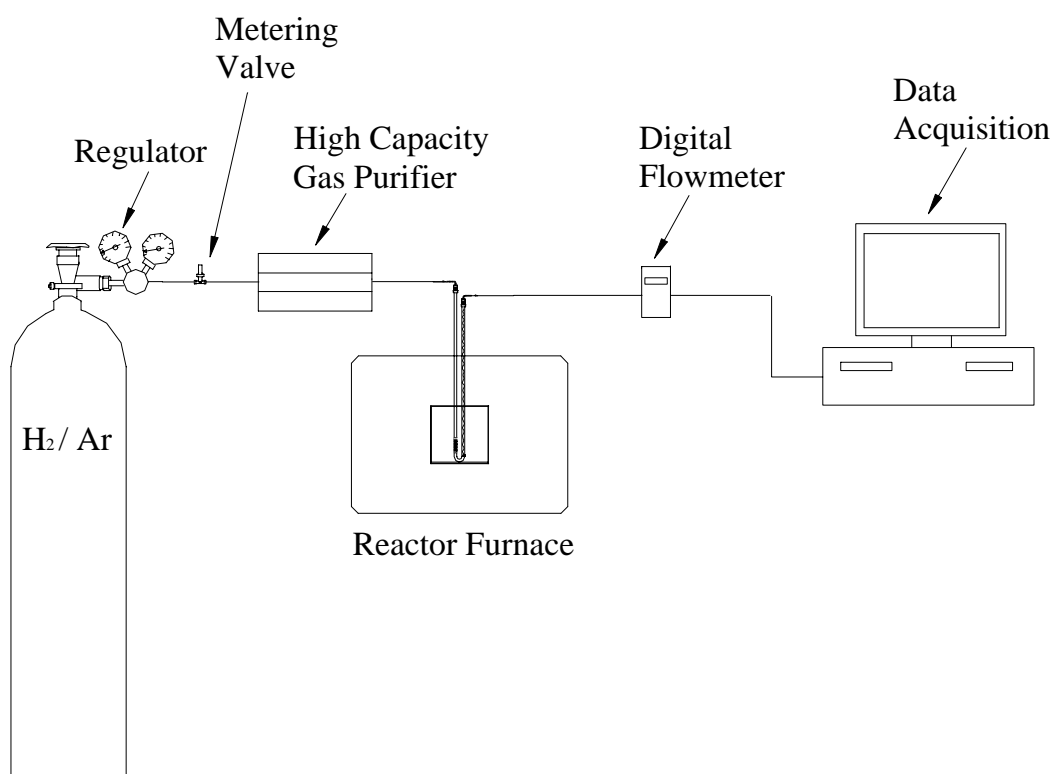 Metering
Valve
Regulator
High Capacity
Gas Purifier
Digital
Flowmeter
Data
Acquisition
H₂/ Ar
Reactor Furnace